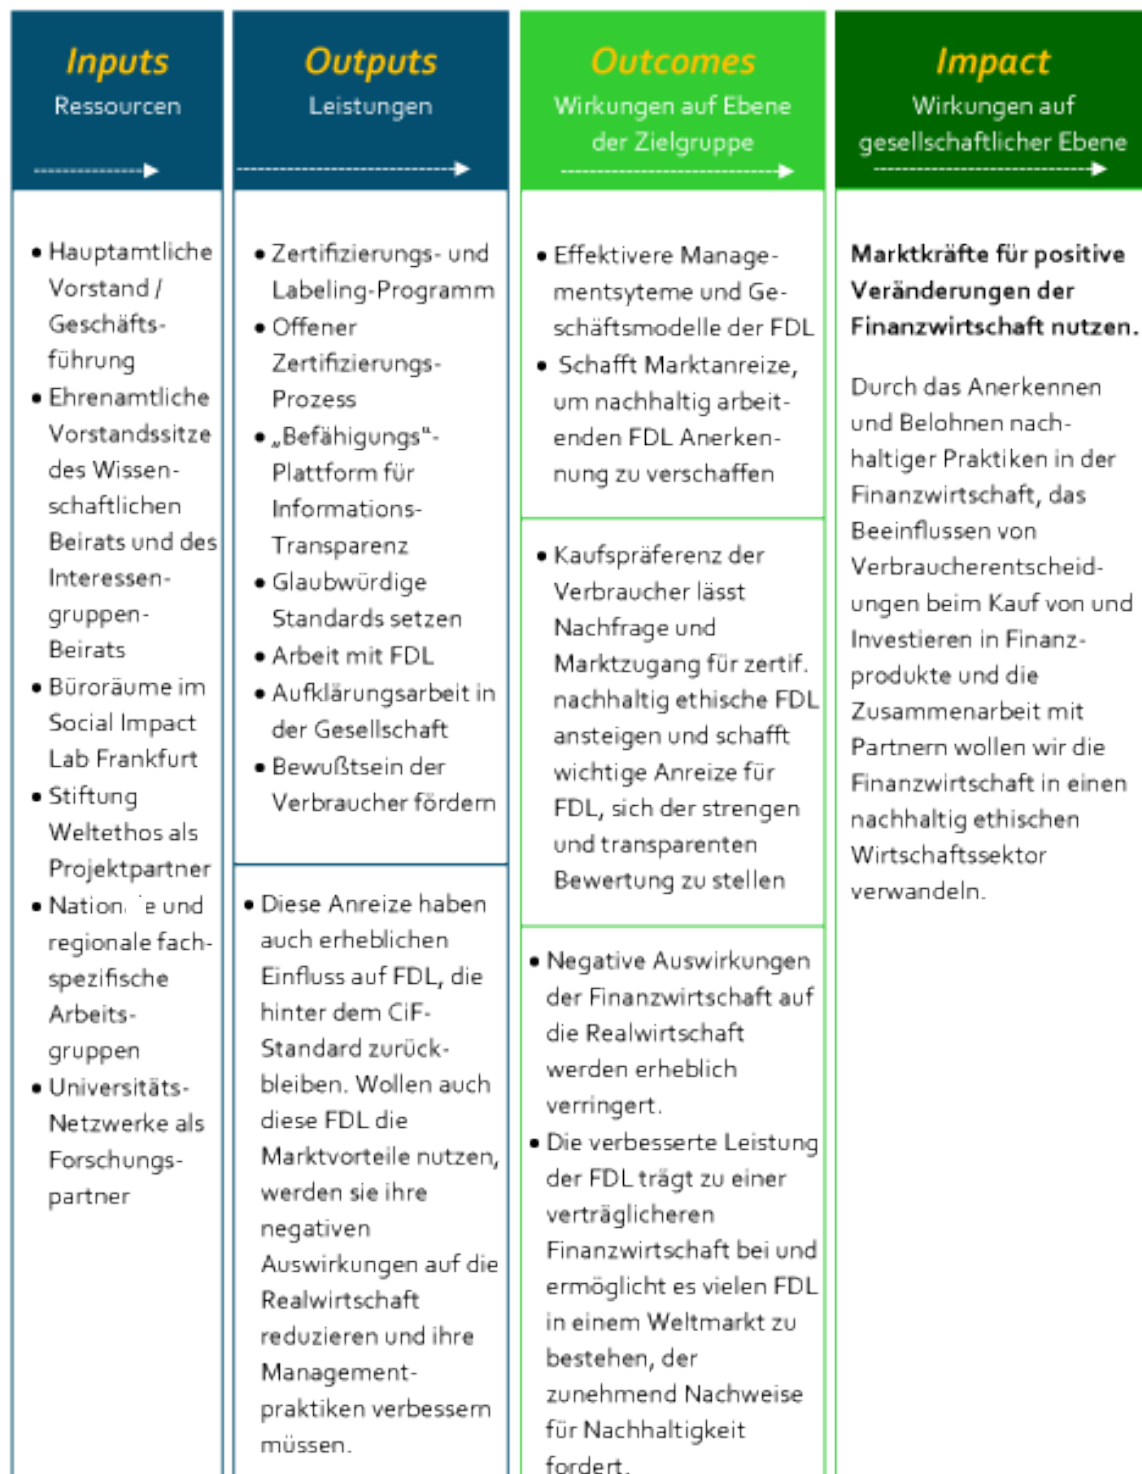 Inputs
Ressourcen
• Hauptamtliche
Vorstand /
Geschäfts-
führung
• Ehrenamtliche
Vorstandssitze
des Wissen-
schaftlichen
Beirats und des
Interessen-
gruppen-
Beirats
• Büroräume im
Social Impact
Lab Frankfurt
• Stiftung
Weltethos als
Projektpartner
• und
regionale fach-
spezifische
Arbeits-
gruppen
• Universitäts-
Netzwerke als
Forschungs-
partner
Outputs
Leistungen
• Zertifizierungs- und
Labeling-Programm
• Offener
Zertifizierungs-
Prozess
• „Befähigungs“-
Plattform für
Informations-
Transparenz
• Glaubwürdige
Standards setzen
• Arbeit mit FDL
• Aufklärungsarbeit in
der Gesellschaft
• Bewußtsein der
Verbraucher fördern
• Diese Anreize haben
auch erheblichen
Einfluss auf FDL, die
hinter dem CiF-
Standard zurück-
bleiben. Wollen auch
diese FDL die
Marktvorteile nutzen,
werden sie ihre
negativen
Auswirkungen auf die
Realwirtschaft
reduzieren und ihre
Management-
praktiken verbessern
müssen.
Outcomes
Wirkungen auf Ebene
der Zielgruppe
• Effektivere Manage-
mentsyteme und Ge-
schäftsmodelle der FDL
• Schafft Marktanreize,
um nachhaltig arbeit-
enden FDL Anerken-
nung zu verschaffen
• Kaufspräferenz der
Verbraucher lässt
Nachfrage und
Marktzugang für zertif.
nachhaltig ethische FDL
ansteigen und schafft
wichtige Anreize für
FDL, sich der strengen
und transparenten
Bewertung zu stellen
• Negative Auswirkungen
der Finanzwirtschaft auf
die Realwirtschaft
werden erheblich
verringert.
• Die verbesserte Leistung
der FDL trägt zu einer
verträglicheren
Finanzwirtschaft bei und
ermöglicht es vielen FDL
in einem Weltmarkt zu
bestehen, der
zunehmend Nachweise
für Nachhaltigkeit
fordert.
Impact
Wirkungen auf
gesellschaftlicher Ebene
Marktkräfte für positive
Veränderungen der
Finanzwirtschaft nutzen.
Durch das Anerkennen
und Belohnen nach-
haltiger Praktiken in der
Finanzwirtschaft, das
Beeinflussen von
Verbraucherentscheid-
ungen beim Kauf von und
Investieren in Finanz-
produkte und die
Zusammenarbeit mit
Partnern wollen wir die
Finanzwirtschaft in einen
nachhaltig ethischen
Wirtschaftssektor
verwandeln.